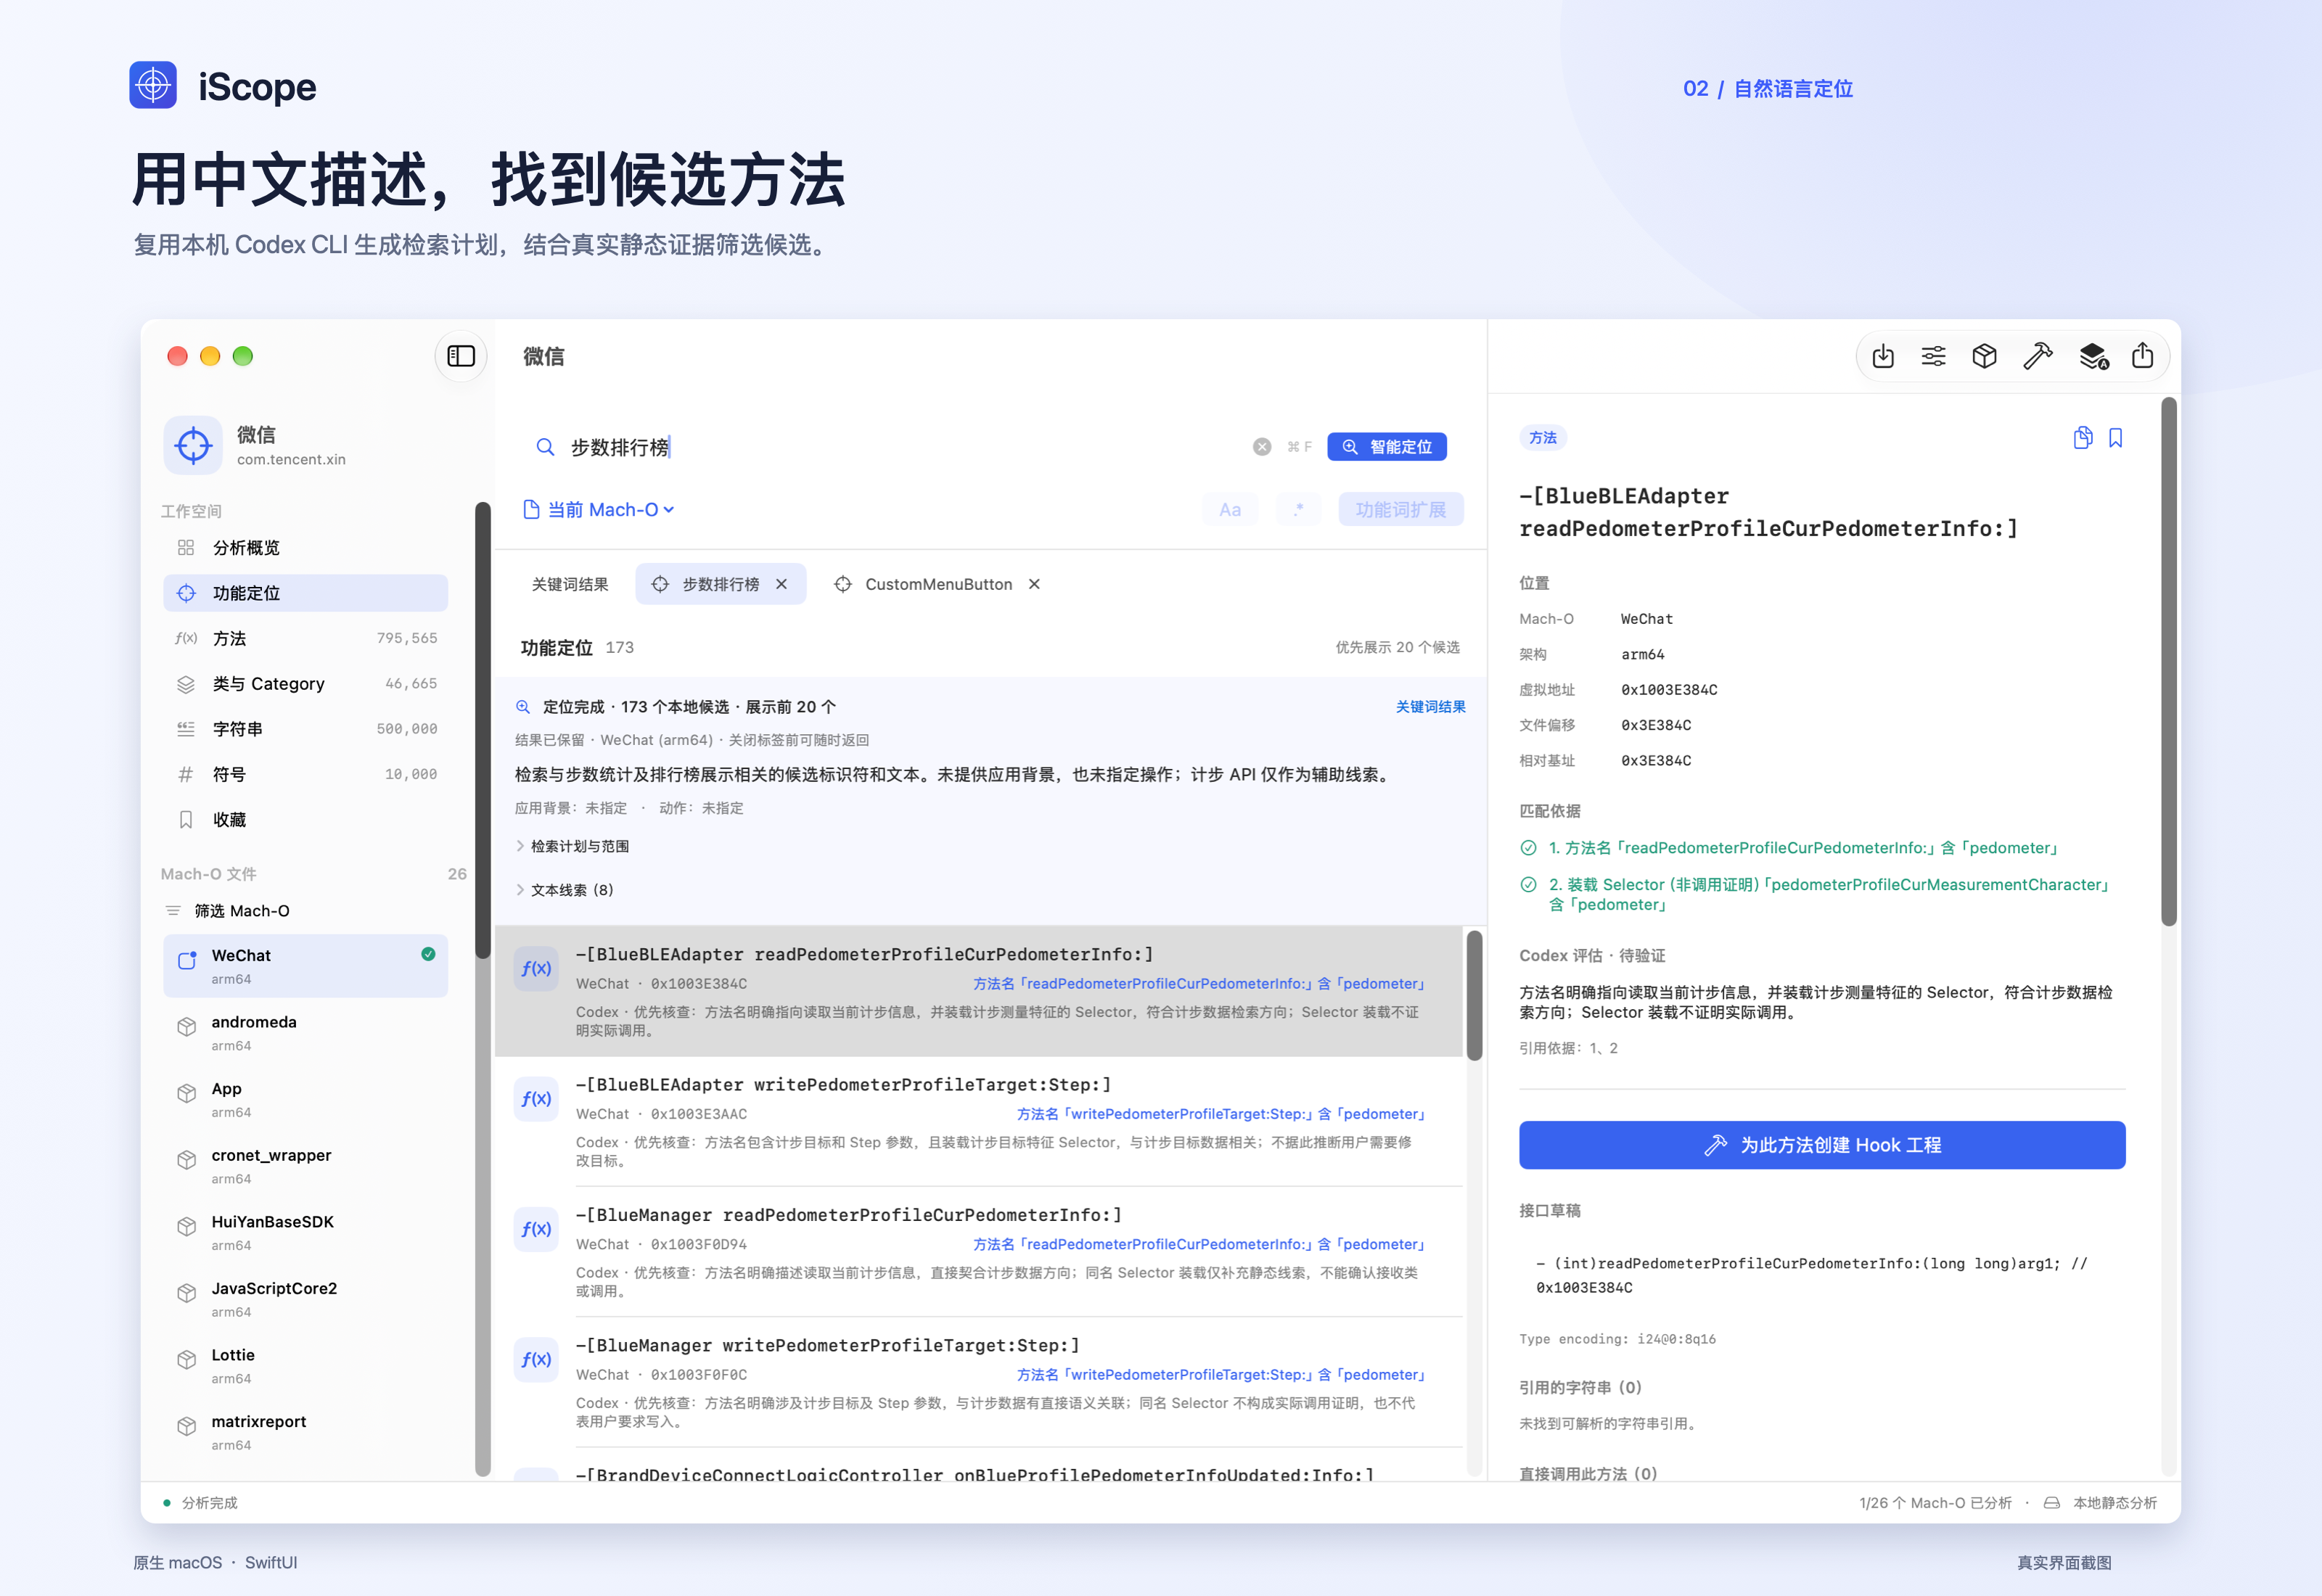 iScope
02 / 自然语言定位
用中文描述，找到候选方法
复用本机 Codex CLI 生成检索计划，结合真实静态证据筛选候选。
微信
com.tencent.xin
工作空间
分析概览
功能定位
f(x) 方法 795,565
类与 Category 46,665
字符串 500,000
符号 10,000
收藏
Mach-O 文件 26
筛选 Mach-O
WeChat
arm64
andromeda
arm64
App
arm64
cronet_wrapper
arm64
HuiYanBaseSDK
arm64
JavaScriptCore2
arm64
Lottie
arm64
matrixreport
arm64
微信
步数排行榜 ⌘ F 智能定位
当前 Mach-O Aa .* 功能词扩展
关键词结果 步数排行榜 CustomMenuButton
功能定位 173 优先展示 20 个候选
定位完成 · 173 个本地候选 · 展示前 20 个 关键词结果
结果已保留 · WeChat (arm64) · 关闭标签前可随时返回
检索与步数统计及排行榜展示相关的候选标识符和文本。未提供应用背景，也未指定操作；计步 API 仅作为辅助线索。
应用背景：未指定 · 动作：未指定
检索计划与范围
文本线索 (8)
f(x) –[BlueBLEAdapter readPedometerProfileCurPedometerInfo:]
WeChat · 0x1003E384C 方法名「readPedometerProfileCurPedometerInfo:」含「pedometer」
Codex · 优先核查：方法名明确指向读取当前计步信息，并装载计步测量特征的 Selector，符合计步数据检索方向；Selector 装载不证
明实际调用。
f(x) –[BlueBLEAdapter writePedometerProfileTarget:Step:]
WeChat · 0x1003E3AAC 方法名「writePedometerProfileTarget:Step:」含「pedometer」
Codex · 优先核查：方法名包含计步目标和 Step 参数，且装载计步目标特征 Selector，与计步目标数据相关；不据此推断用户需要修
改目标。
f(x) –[BlueManager readPedometerProfileCurPedometerInfo:]
WeChat · 0x1003F0D94 方法名「readPedometerProfileCurPedometerInfo:」含「pedometer」
Codex · 优先核查：方法名明确描述读取当前计步信息，直接契合计步数据方向；同名 Selector 装载仅补充静态线索，不能确认接收类
或调用。
f(x) –[BlueManager writePedometerProfileTarget:Step:]
WeChat · 0x1003F0F0C 方法名「writePedometerProfileTarget:Step:」含「pedometer」
Codex · 优先核查：方法名明确涉及计步目标及 Step 参数，与计步数据有直接语义关联；同名 Selector 不构成实际调用证明，也不代
表用户要求写入。
–[BrandDeviceConnectLogicController onBlueProfilePedometerInfoUpdated:Info:]
方法
–[BlueBLEAdapter
readPedometerProfileCurPedometerInfo:]
位置
Mach-O WeChat
架构 arm64
虚拟地址 0x1003E384C
文件偏移 0x3E384C
相对基址 0x3E384C
匹配依据
1. 方法名「readPedometerProfileCurPedometerInfo:」含「pedometer」
2. 装载 Selector (非调用证明)「pedometerProfileCurMeasurementCharacter」
含「pedometer」
Codex 评估 · 待验证
方法名明确指向读取当前计步信息，并装载计步测量特征的 Selector，符合计步数据检
索方向；Selector 装载不证明实际调用。
引用依据：1、2
为此方法创建 Hook 工程
接口草稿
– (int)readPedometerProfileCurPedometerInfo:(long long)arg1; //
0x1003E384C
Type encoding: i24@0:8q16
引用的字符串 (0)
未找到可解析的字符串引用。
直接调用此方法 (0)
分析完成
1/26 个 Mach-O 已分析 · 本地静态分析
原生 macOS · SwiftUI
真实界面截图